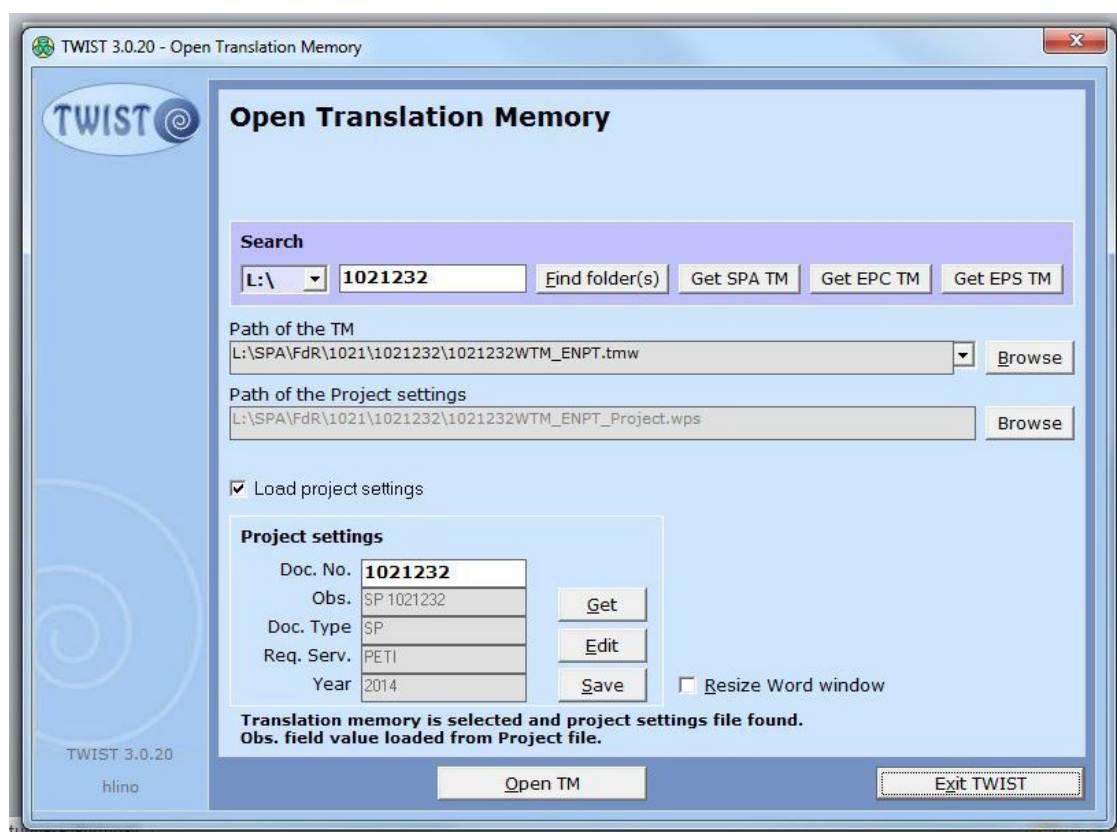 TWIST 3.0.20 - Open Translation Memory
TWIST
Open Translation Memory
Search
L:\ 1021232 Find folder(s) Get SPA TM Get EPC TM Get EPS TM
Path of the TM
L:\SPA\FdR\1021\1021232\1021232WTM_ENPT.tmw Browse
Path of the Project settings
L:\SPA\FdR\1021\1021232\1021232WTM_ENPT_Project.wps Browse
Load project settings
Project settings
Doc. No. 1021232
Obs. SP 1021232 Get
Doc. Type SP
Edit
Req. Serv. PETI
Year 2014 Save Resize Word window
Translation memory is selected and project settings file found.
Obs. field value loaded from Project file.
TWIST 3.0.20
hlino
Open TM Exit TWIST